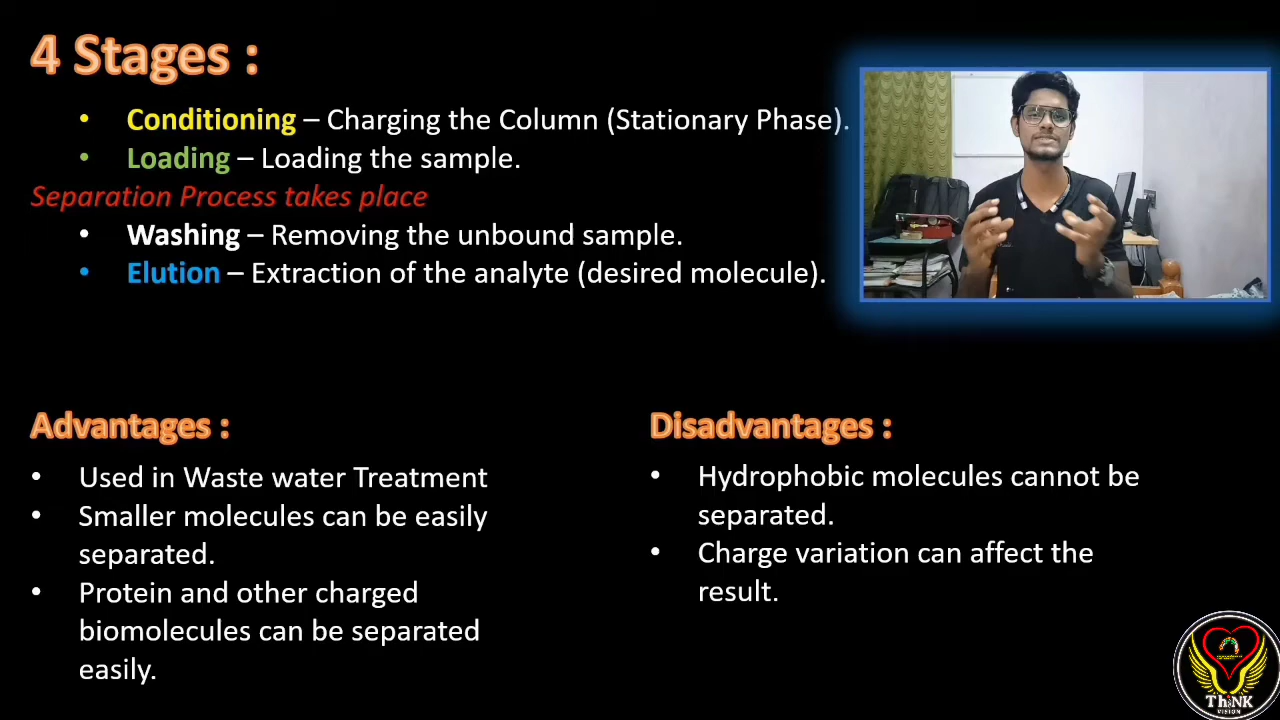 4 Stages :
• Conditioning – Charging the Column (Stationary Phase).
• Loading – Loading the sample.
Separation Process takes place
• Washing – Removing the unbound sample.
• Elution – Extraction of the analyte (desired molecule).
Advantages :
• Used in Waste water Treatment
• Smaller molecules can be easily
separated.
• Protein and other charged
biomolecules can be separated
easily.
Disadvantages :
• Hydrophobic molecules cannot be
separated.
• Charge variation can affect the
result.
ThiNK
VISION